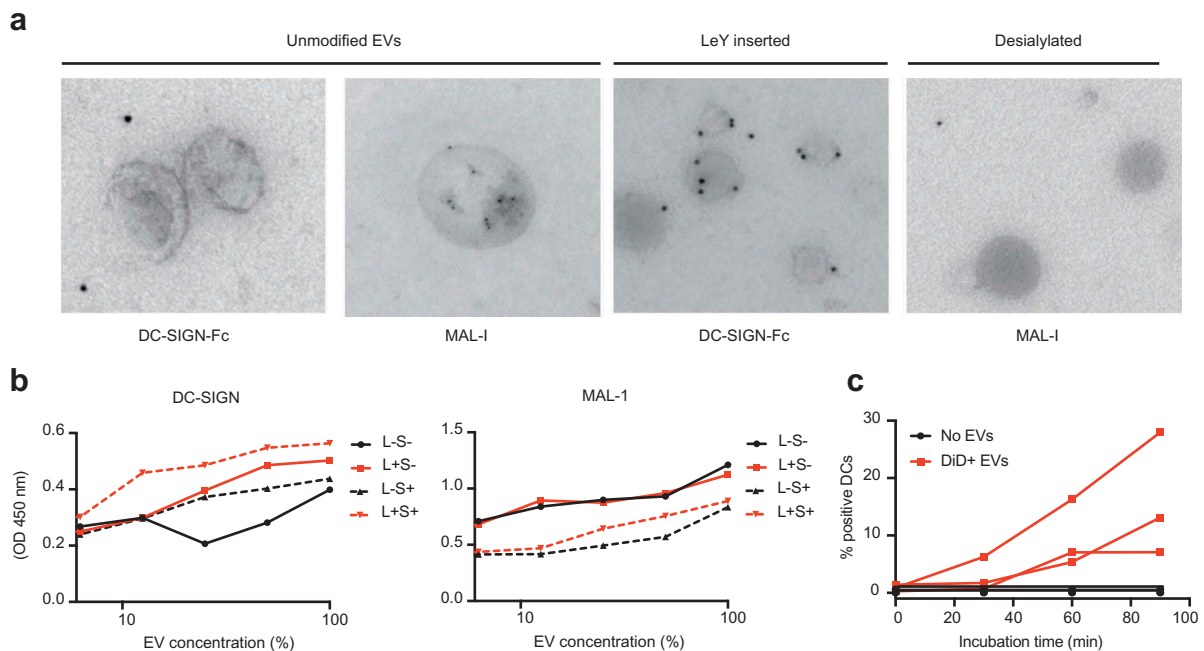 a
Unmodified EVs
LeY inserted
Desialylated
DC-SIGN-Fc
MAL-I
DC-SIGN-Fc
MAL-I
b
DC-SIGN
(OD 450 nm)
0.6
0.4
0.2
0.0
10
100
EV concentration (%)
L-S-
L+S-
L-S+
L+S+
MAL-1
1.5
1.0
0.5
0.0
10
100
EV concentration (%)
L-S-
L+S-
L-S+
L+S+
c
% positive DCs
30
20
10
0
0
20
40
60
80
100
Incubation time (min)
No EVs
DiD+ EVs